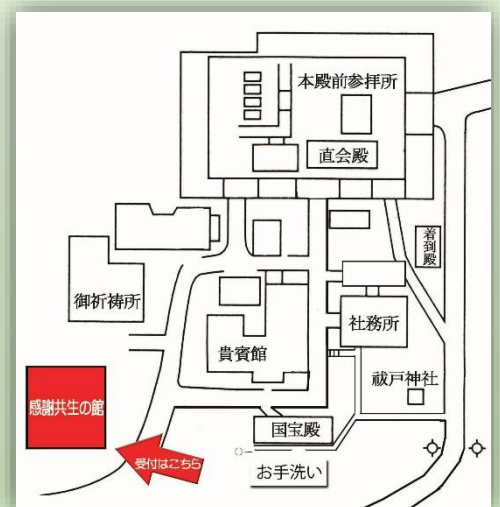 本殿前参拝所
直会殿
着到殿
御祈祷所
社務所
貴賓館
祓戸神社
感謝共生の館
国宝殿
受付はこちら
お手洗い